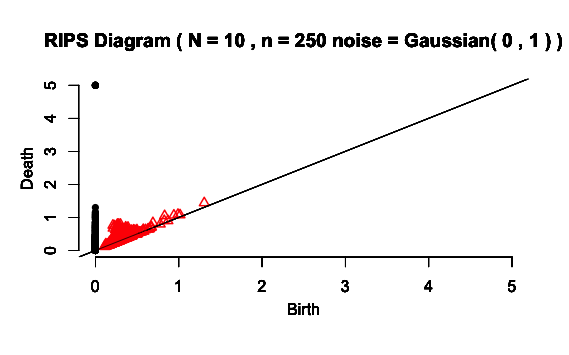 RIPS Diagram ( N = 10 , n = 250 noise = Gaussian( 0 , 1 ) )
5
4
3
2
1
0
Death
0 1 2 3 4 5
Birth